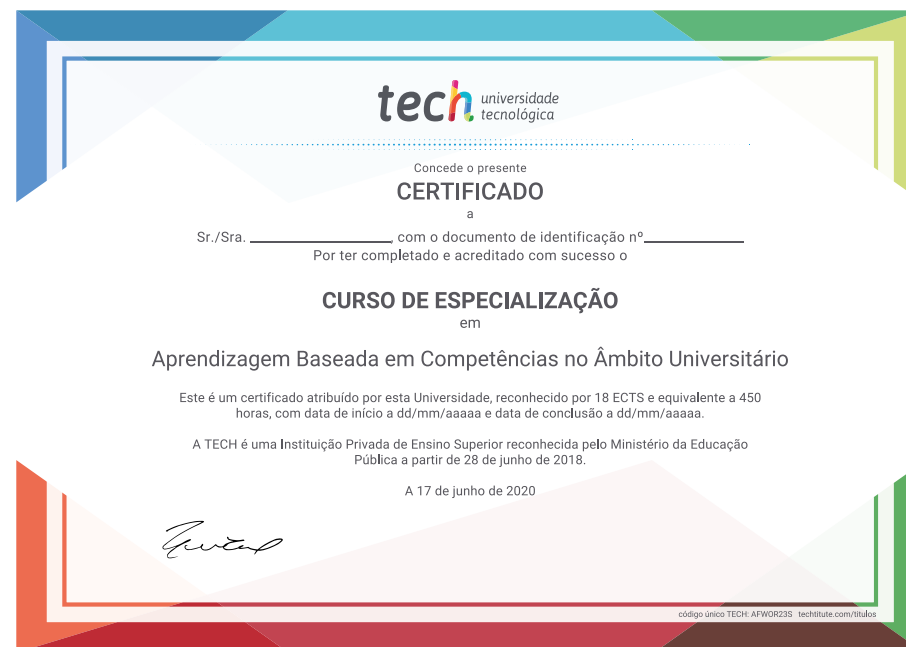 tech universidade
tecnológica
Concede o presente
CERTIFICADO
a
Sr./Sra. ____________, com o documento de identificação nº____________
Por ter completado e acreditado com sucesso o
CURSO DE ESPECIALIZAÇÃO
em
Aprendizagem Baseada em Competências no Âmbito Universitário
Este é um certificado atribuído por esta Universidade, reconhecido por 18 ECTS e equivalente a 450
horas, com data de início a dd/mm/aaaaa e data de conclusão a dd/mm/aaaaa.
A TECH é uma Instituição Privada de Ensino Superior reconhecida pelo Ministério da Educação
Pública a partir de 28 de junho de 2018.
A 17 de junho de 2020
código único TECH: AFWOR23S techtitute.com/titulos